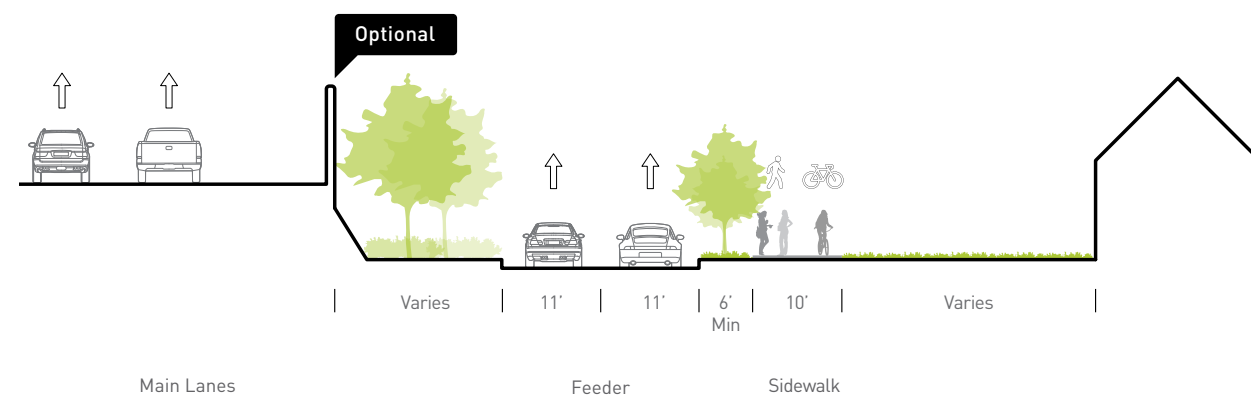 Optional
Varies
11’
11’
6’
Min
10’
Varies
Main Lanes
Feeder
Sidewalk